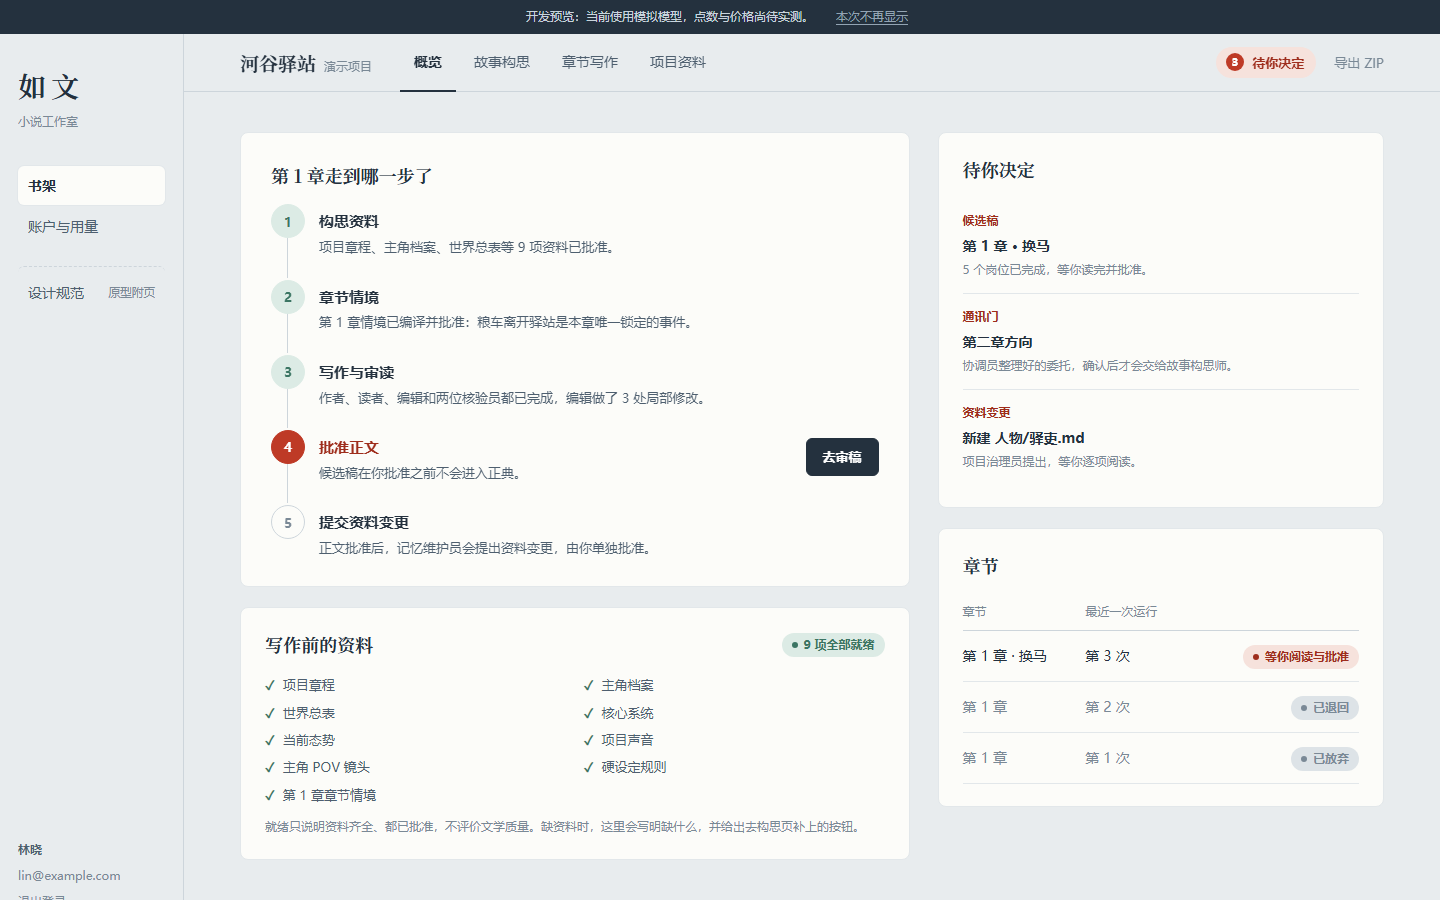 开发预览：当前使用模拟模型，点数与价格尚待实测。 本次不再显示
如文
小说工作室
书架
账户与用量
设计规范 原型附页
林晓
lin@example.com
河谷驿站 演示项目 概览 故事构思 章节写作 项目资料 3 待你决定 导出 ZIP
第 1 章走到哪一步了
1 构思资料
项目章程、主角档案、世界总表等 9 项资料已批准。
2 章节情境
第 1 章情境已编译并批准：粮车离开驿站是本章唯一锁定的事件。
3 写作与审读
作者、读者、编辑和两位核验员都已完成，编辑做了 3 处局部修改。
4 批准正文
候选稿在你批准之前不会进入正典。
去审稿
5 提交资料变更
正文批准后，记忆维护员会提出资料变更，由你单独批准。
写作前的资料 9 项全部就绪
✓ 项目章程 ✓ 主角档案
✓ 世界总表 ✓ 核心系统
✓ 当前态势 ✓ 项目声音
✓ 主角 POV 镜头 ✓ 硬设定规则
✓ 第 1 章章节情境
就绪只说明资料齐全、都已批准，不评价文学质量。缺资料时，这里会写明缺什么，并给出去构思页补上的按钮。
待你决定
候选稿
第 1 章 • 换马
5 个岗位已完成，等你读完并批准。
通讯门
第二章方向
协调员整理好的委托，确认后才会交给故事构思师。
资料变更
新建 人物/驿吏.md
项目治理员提出，等你逐项阅读。
章节
章节 最近一次运行
第 1 章 · 换马 第 3 次 等你阅读与批准
第 1 章 第 2 次 已退回
第 1 章 第 1 次 已放弃